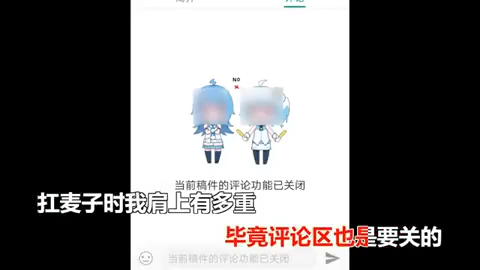 NO
当前稿件的评论功能已关闭
扛麦子时我肩上有多重
毕竟评论区也是要关的
当前稿件的评论功能已关闭